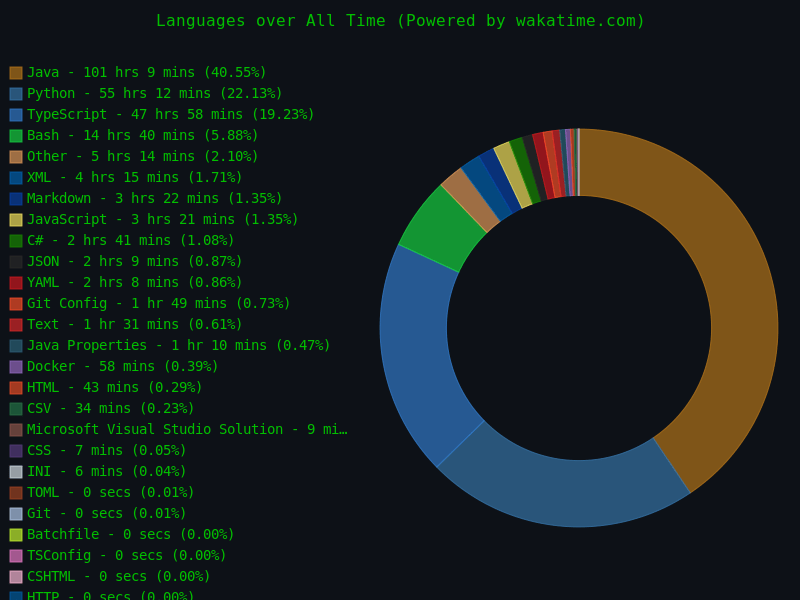 Languages over All Time (Powered by wakatime.com)
Java - 101 hrs 9 mins (40.55%)
Python - 55 hrs 12 mins (22.13%)
TypeScript - 47 hrs 58 mins (19.23%)
Bash - 14 hrs 40 mins (5.88%)
Other - 5 hrs 14 mins (2.10%)
XML - 4 hrs 15 mins (1.71%)
Markdown - 3 hrs 22 mins (1.35%)
JavaScript - 3 hrs 21 mins (1.35%)
C# - 2 hrs 41 mins (1.08%)
JSON - 2 hrs 9 mins (0.87%)
YAML - 2 hrs 8 mins (0.86%)
Git Config - 1 hr 49 mins (0.73%)
Text - 1 hr 31 mins (0.61%)
Java Properties - 1 hr 10 mins (0.47%)
Docker - 58 mins (0.39%)
HTML - 43 mins (0.29%)
CSV - 34 mins (0.23%)
Microsoft Visual Studio Solution - 9 mi…
CSS - 7 mins (0.05%)
INI - 6 mins (0.04%)
TOML - 0 secs (0.01%)
Git - 0 secs (0.01%)
Batchfile - 0 secs (0.00%)
TSConfig - 0 secs (0.00%)
CSHTML - 0 secs (0.00%)
HTTP - 0 secs (0.00%)